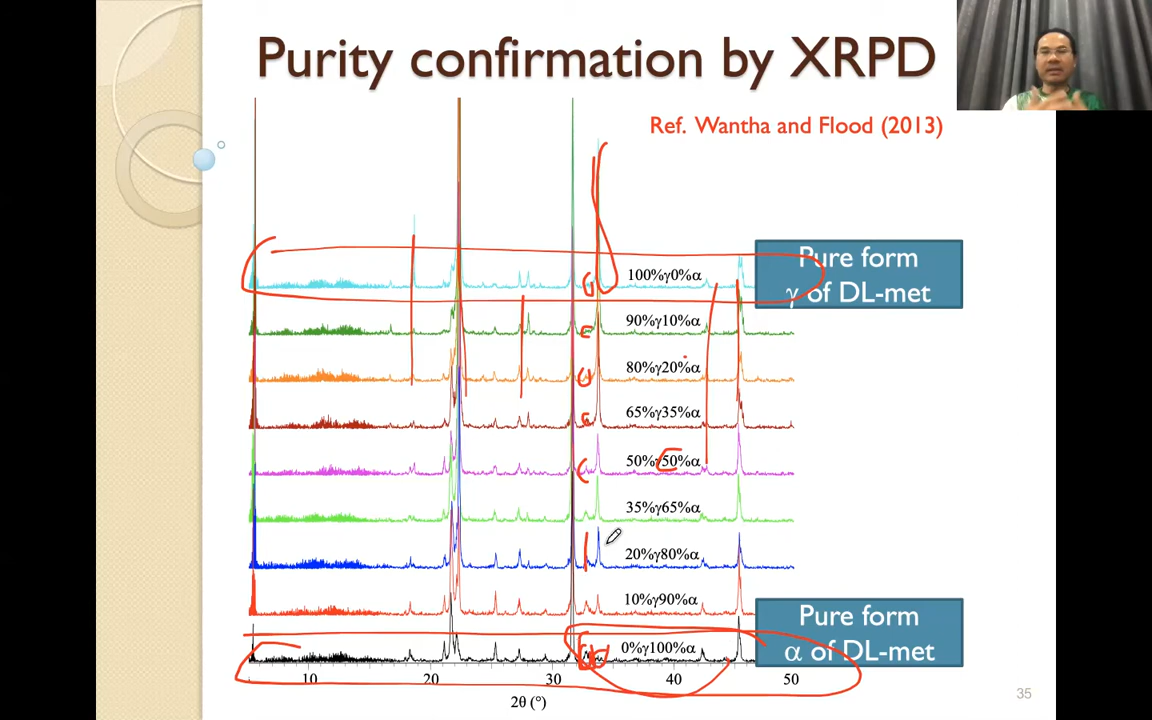 Purity confirmation by XRPD
Ref. Wantha and Flood (2013)
Pure form
γ of DL-met
100%γ0%α
90%γ10%α
80%γ20%α
65%γ35%α
50%γ50%α
35%γ65%α
20%γ80%α
10%γ90%α
0%γ100%α
Pure form
α of DL-met
10 20 30 40 50
2θ (°)
35